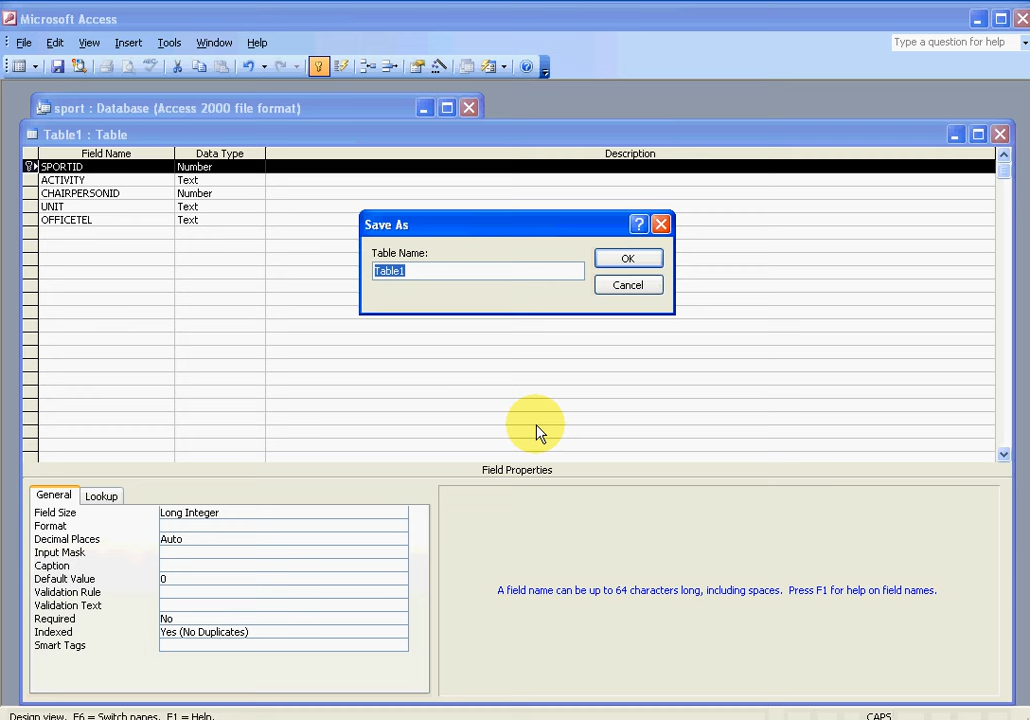 Microsoft Access
File Edit View Insert Tools Window Help
Type a question for help
sport : Database (Access 2000 file format)
Table1 : Table
Field Name Data Type Description
SPORTID Number
ACTIVITY Text
CHAIRPERSONID Number
UNIT Text
OFFICETEL Text
Save As
Table Name:
Table1
OK
Cancel
Field Properties
General Lookup
Field Size Long Integer
Format
Decimal Places Auto
Input Mask
Caption
Default Value 0
Validation Rule
Validation Text
Required No
Indexed Yes (No Duplicates)
Smart Tags
A field name can be up to 64 characters long, including spaces. Press F1 for help on field names.
Design view. F6 = Switch panes. F1 = Help. CAPS